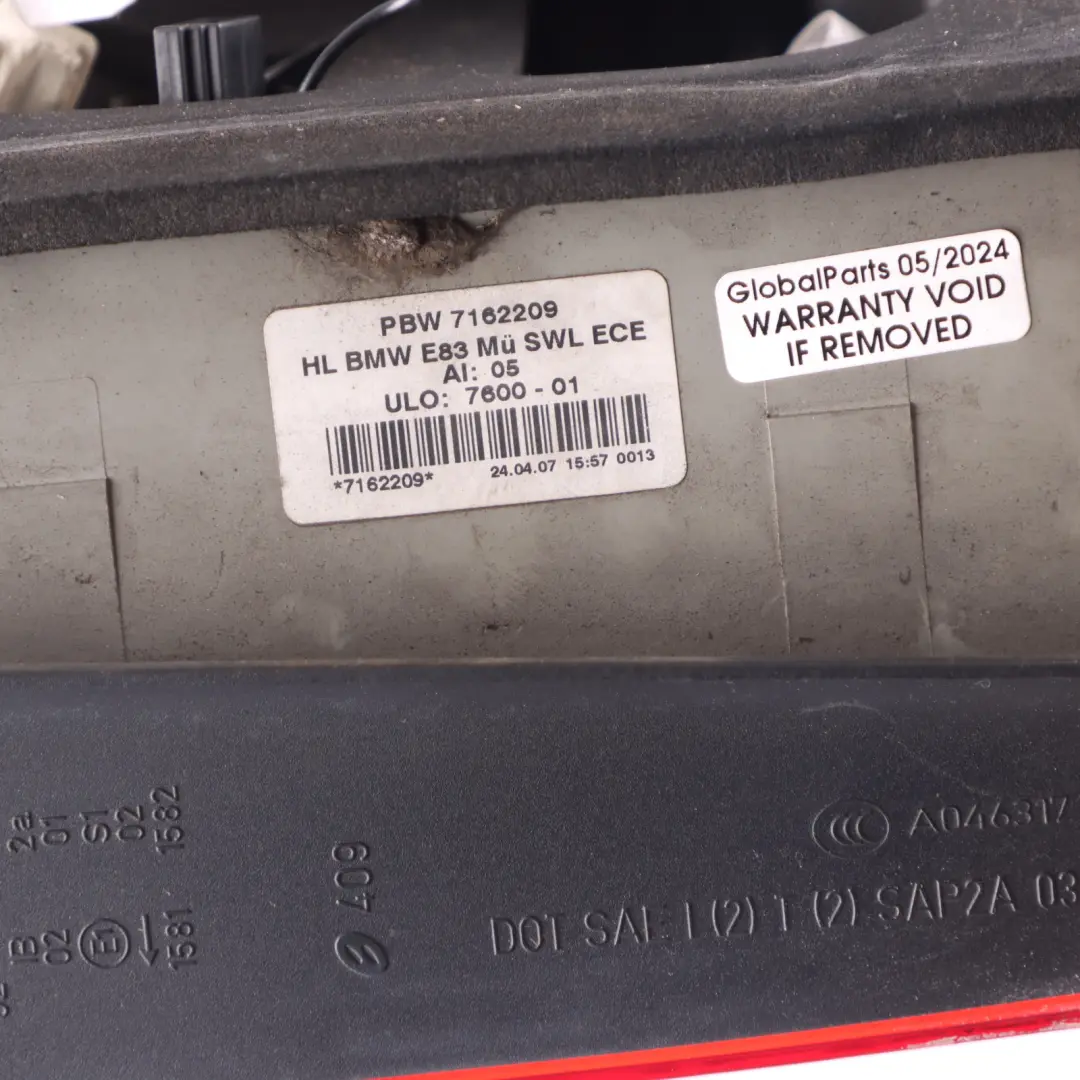 PBW 7162209
HL BMW E83 Mü SWL ECE
AI: 05
ULO: 7600 - 01
*7162209*
24.04.07 15:57 0013
GlobalParts 05/2024
WARRANTY VOID
IF REMOVED
2a
01
S1
02
1582
IB
02
E1
1581
409
CCC
A046317
DOT SAE I (2) T (2) SAP2A 03